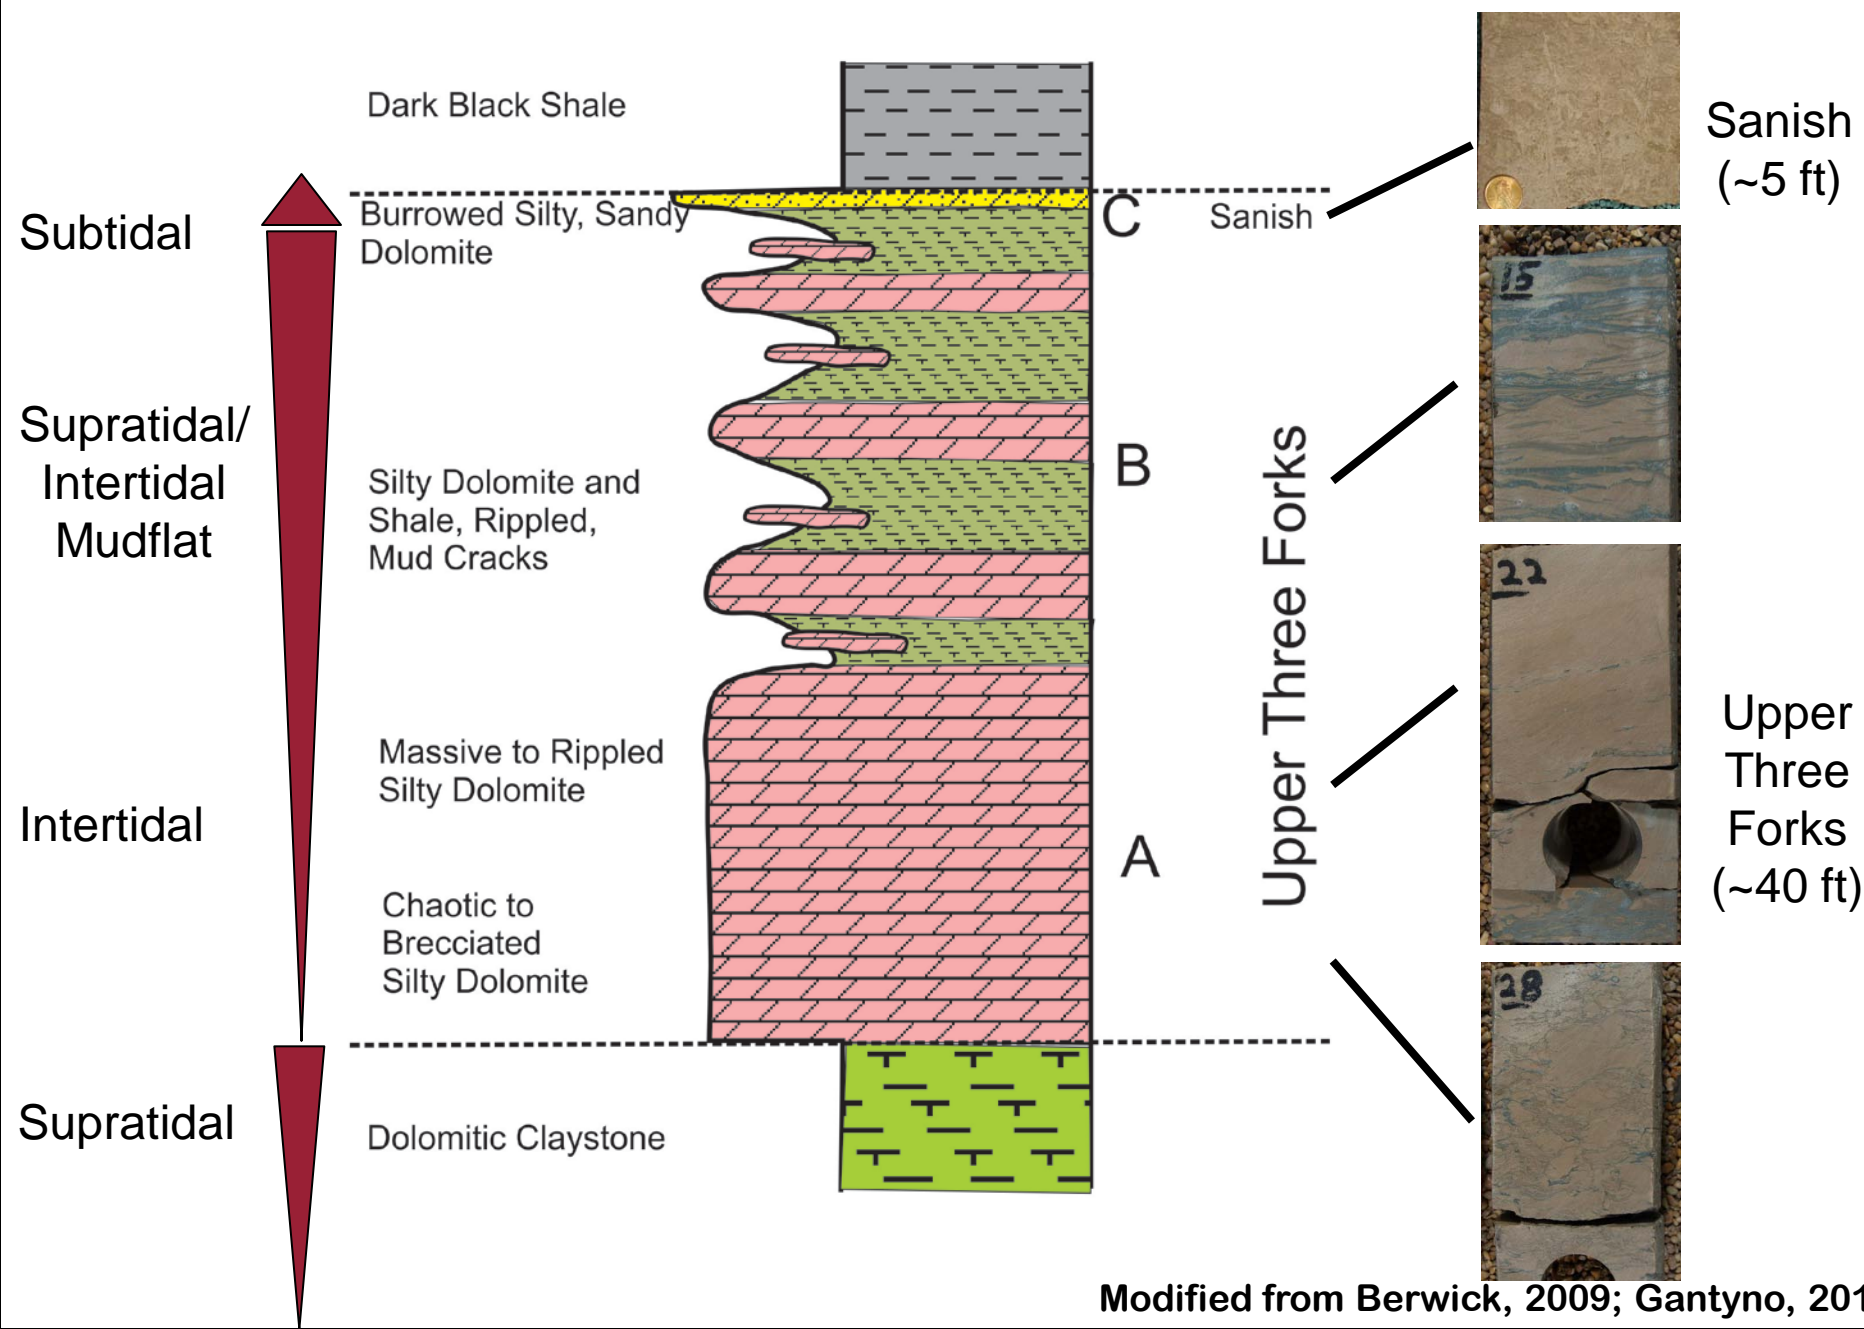 Dark Black Shale
Subtidal
Burrowed Silty, Sandy
Dolomite
C
Sanish
Sanish
(~5 ft)
15
Supratidal/
Intertidal
Mudflat
Silty Dolomite and
Shale, Rippled,
Mud Cracks
B
Upper Three Forks
22
Intertidal
Massive to Rippled
Silty Dolomite
A
Upper
Three
Forks
(~40 ft)
Chaotic to
Brecciated
Silty Dolomite
28
Supratidal
Dolomitic Claystone
Modified from Berwick, 2009; Gantyno, 201